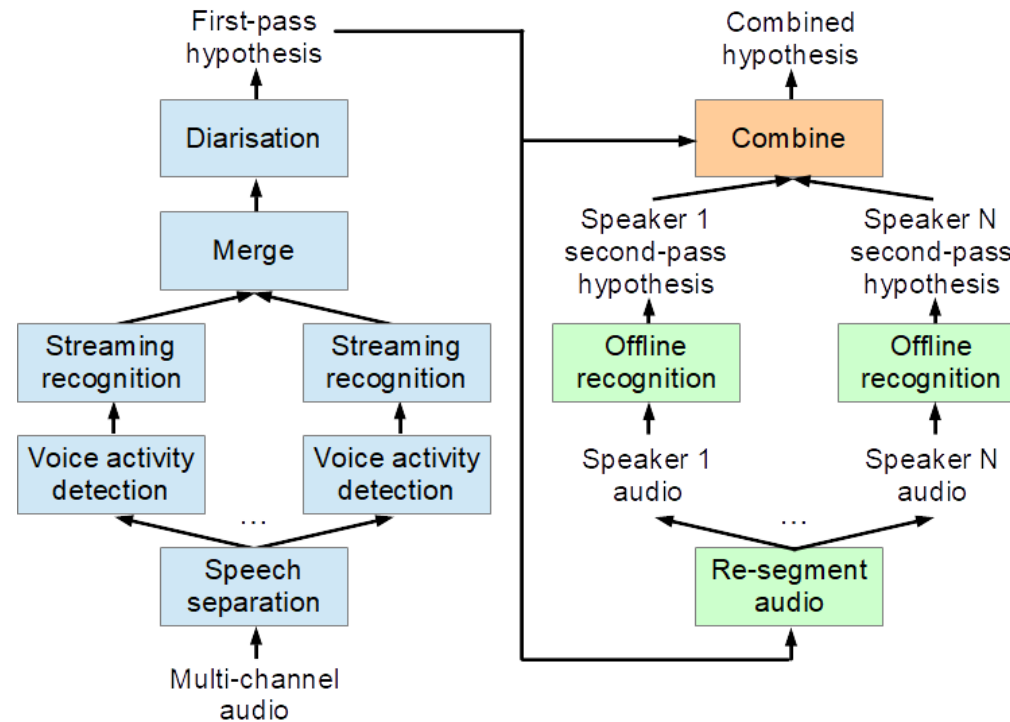 First-pass
hypothesis
Diarisation
Merge
Streaming
recognition
Streaming
recognition
Voice activity
detection
Voice activity
detection
...
Speech
separation
Multi-channel
audio
Combined
hypothesis
Combine
Speaker 1
second-pass
hypothesis
Speaker N
second-pass
hypothesis
Offline
recognition
Offline
recognition
Speaker 1
audio
Speaker N
audio
...
Re-segment
audio